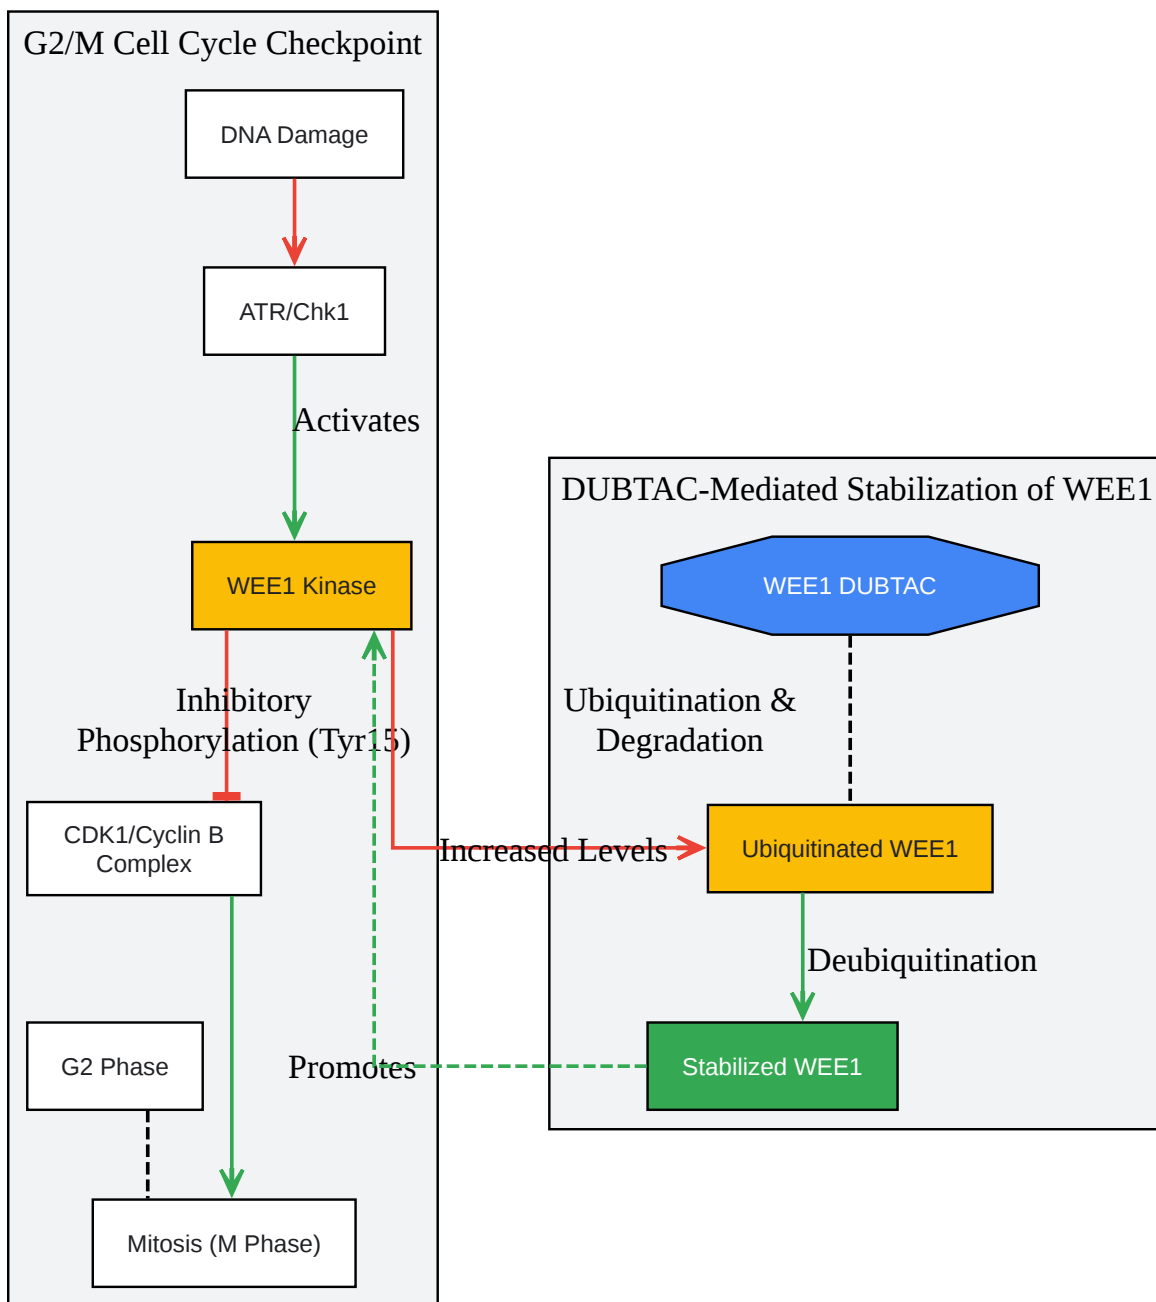 G2/M Cell Cycle Checkpoint
DNA Damage
ATR/Chk1
Activates
WEE1 Kinase
Inhibitory
Phosphorylation (Tyr15)
CDK1/Cyclin B
Complex
G2 Phase
Mitosis (M Phase)
DUBTAC-Mediated Stabilization of WEE1
WEE1 DUBTAC
Ubiquitination &
Degradation
Increased Levels
Ubiquitinated WEE1
Deubiquitination
Promotes
Stabilized WEE1